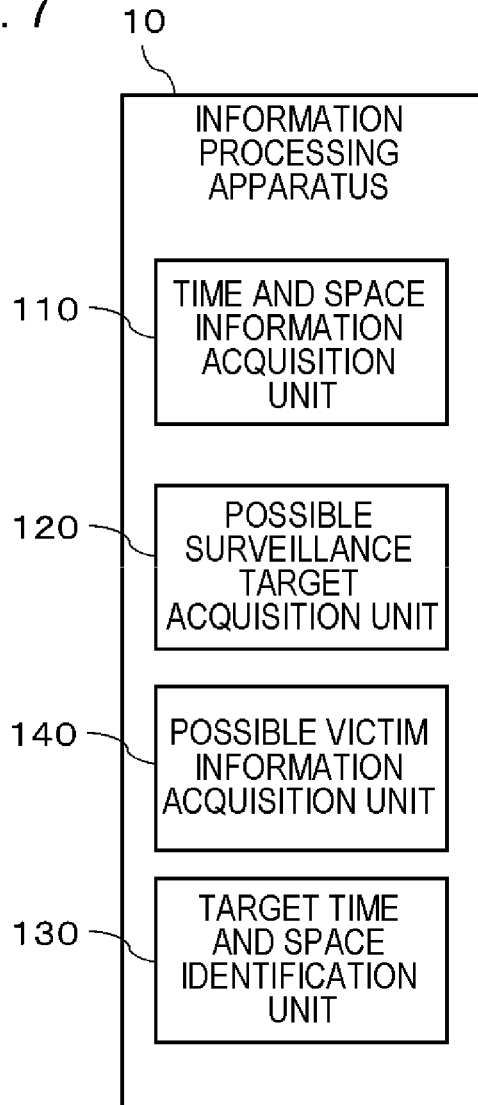 . 7
10
INFORMATION
PROCESSING
APPARATUS
110
TIME AND SPACE
INFORMATION
ACQUISITION
UNIT
120
POSSIBLE
SURVEILLANCE
TARGET
ACQUISITION UNIT
140
POSSIBLE VICTIM
INFORMATION
ACQUISITION UNIT
130
TARGET TIME
AND SPACE
IDENTIFICATION
UNIT